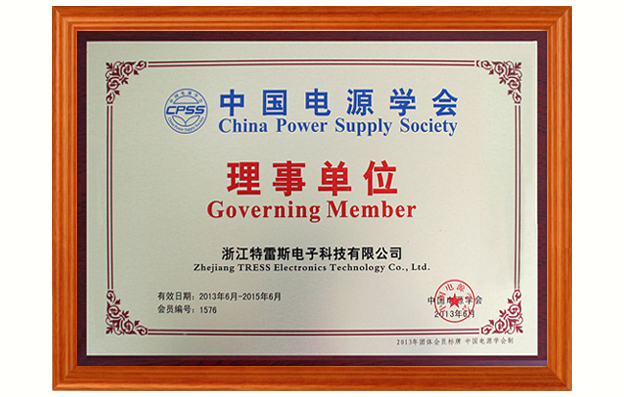 CPSS
中国电源学会
China Power Supply Society
理事单位
Governing Member
浙江特雷斯电子科技有限公司
Zhejiang TRESS Electronics Technology Co., Ltd.
有效日期：2013年6月-2015年6月
会员编号：1576
中国电源学会
2013年6月
2013年团体会员标牌 中国电源学会制